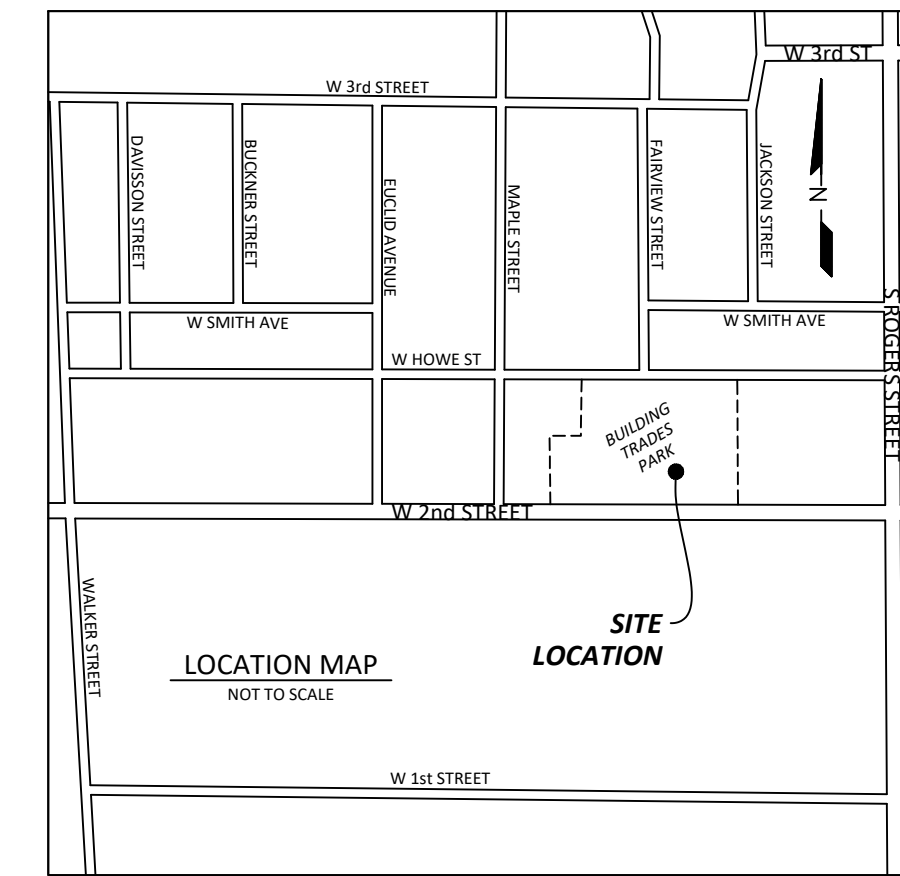 W 3rd ST
W 3rd STREET
DAVISSON STREET
BUCKNER STREET
EUCLID AVENUE
MAPLE STREET
FAIRVIEW STREET
JACKSON STREET
N
W SMITH AVE
W SMITH AVE
S ROGERS STREET
W HOWE ST
BUILDING
TRADES
PARK
W 2nd STREET
WALKER STREET
SITE
LOCATION
LOCATION MAP
NOT TO SCALE
W 1st STREET